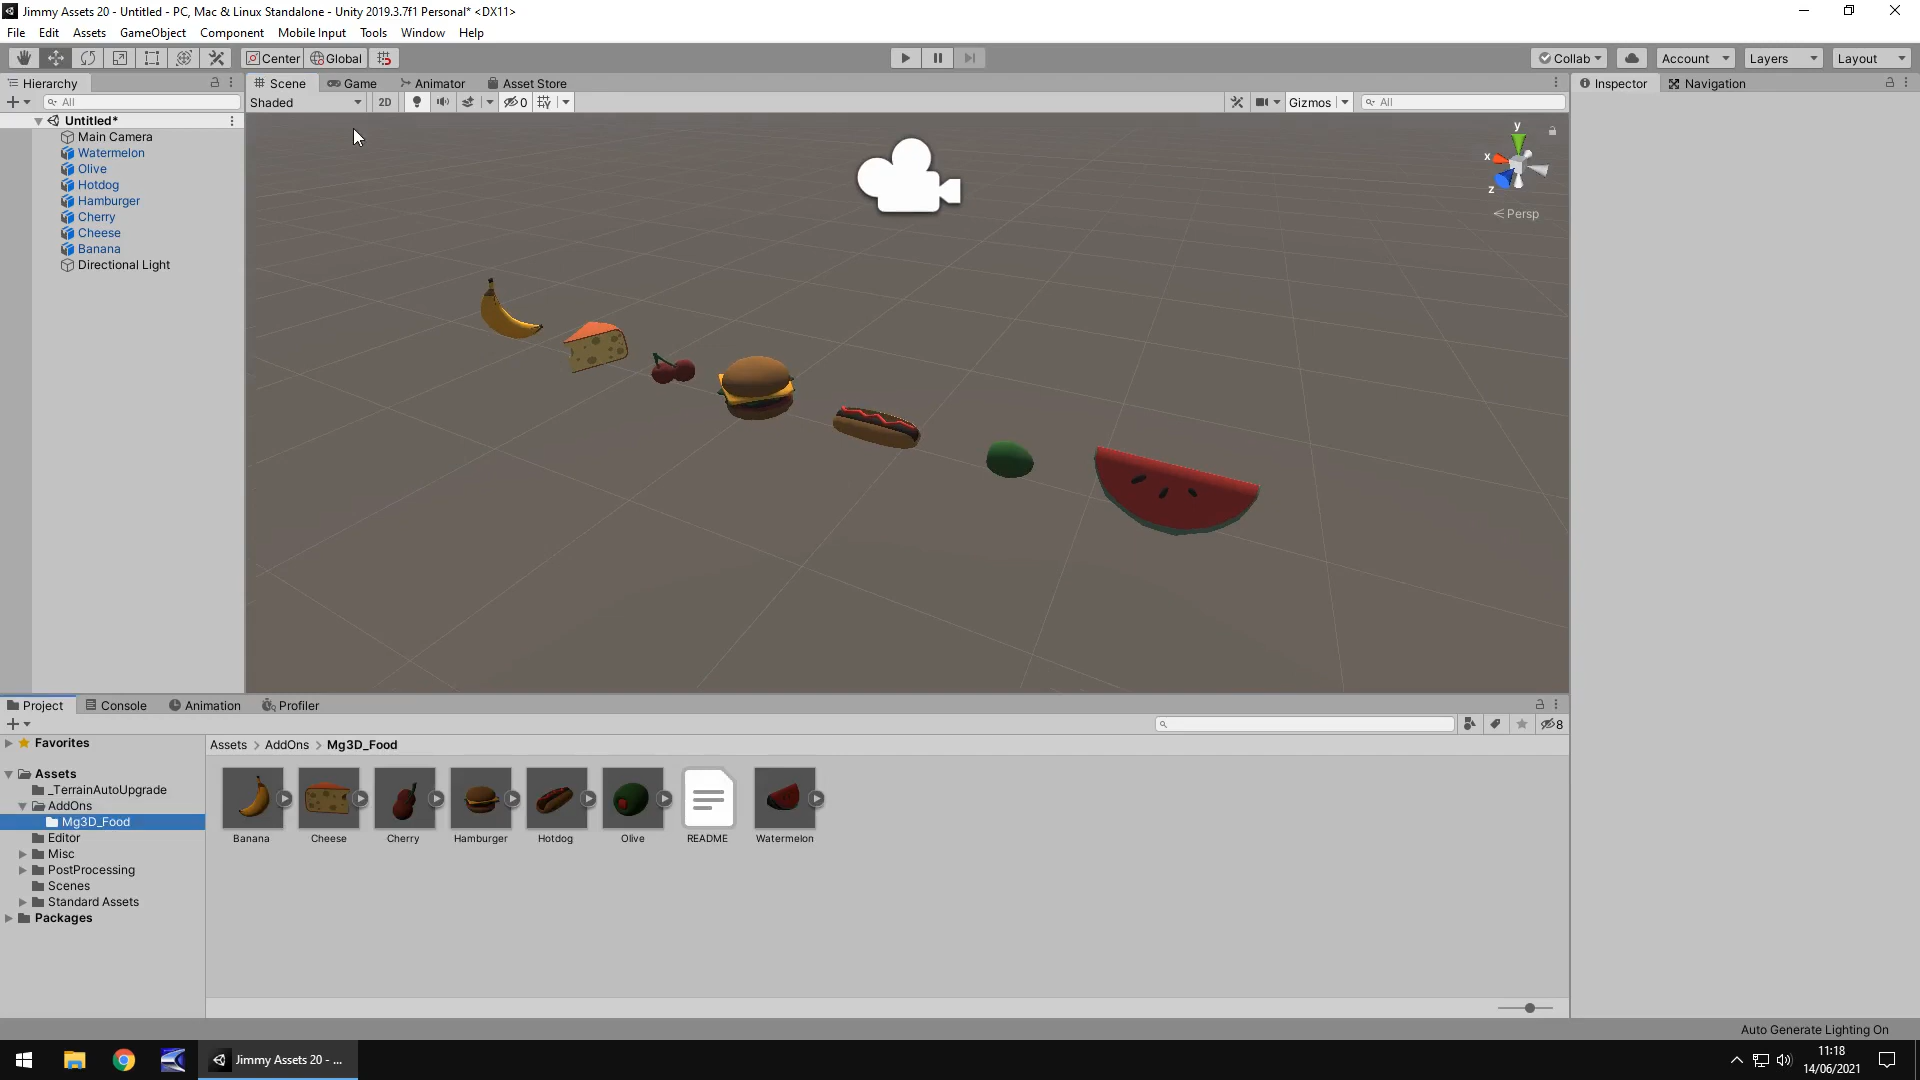 Jimmy Assets 20 - Untitled - PC, Mac & Linux Standalone - Unity 2019.3.7f1 Personal* <DX11>
File Edit Assets GameObject Component Mobile Input Tools Window Help
Center Global Collab Account Layers Layout
Hierarchy Scene Game Animator Asset Store Inspector Navigation
All Shaded 2D 0 Gizmos All
Untitled*
Main Camera
Watermelon
Olive
Hotdog
Hamburger
Cherry
Cheese
Banana
Directional Light
y
x
z
Persp
Project Console Animation Profiler
8
Favorites
Assets > AddOns > Mg3D_Food
Assets
_TerrainAutoUpgrade
AddOns
Mg3D_Food
Editor
Misc
PostProcessing
Scenes
Standard Assets
Packages
Banana Cheese Cherry Hamburger Hotdog Olive README Watermelon
Auto Generate Lighting On
Jimmy Assets 20 - ...
11:18
14/06/2021